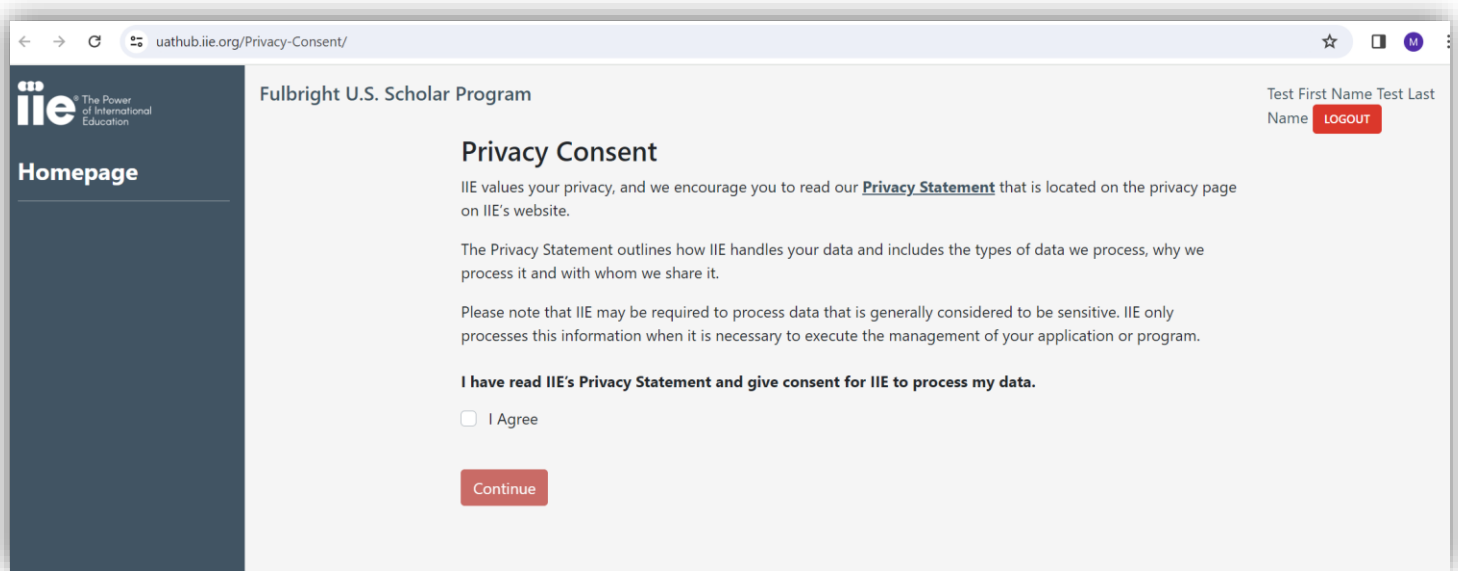 uathub.iie.org/Privacy-Consent/
M
iie® The Power
of International
Education
Fulbright U.S. Scholar Program
Test First Name Test Last
Name LOGOUT
Homepage
Privacy Consent
IIE values your privacy, and we encourage you to read our Privacy Statement that is located on the privacy page
on IIE’s website.
The Privacy Statement outlines how IIE handles your data and includes the types of data we process, why we
process it and with whom we share it.
Please note that IIE may be required to process data that is generally considered to be sensitive. IIE only
processes this information when it is necessary to execute the management of your application or program.
I have read IIE’s Privacy Statement and give consent for IIE to process my data.
I Agree
Continue